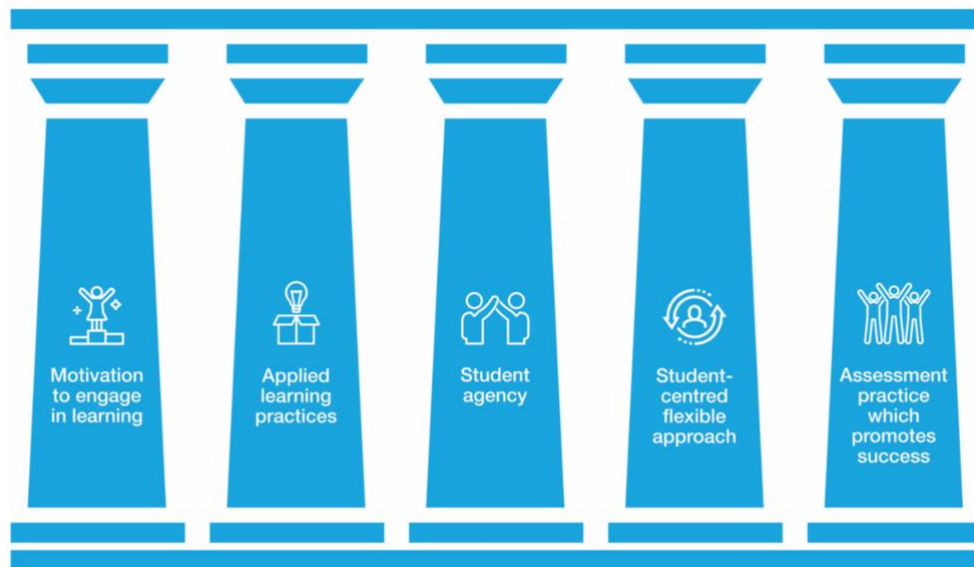 Motivation
to engage
in learning
Applied
learning
practices
Student
agency
Student-
centred
flexible
approach
Assessment
practice
which
promotes
success